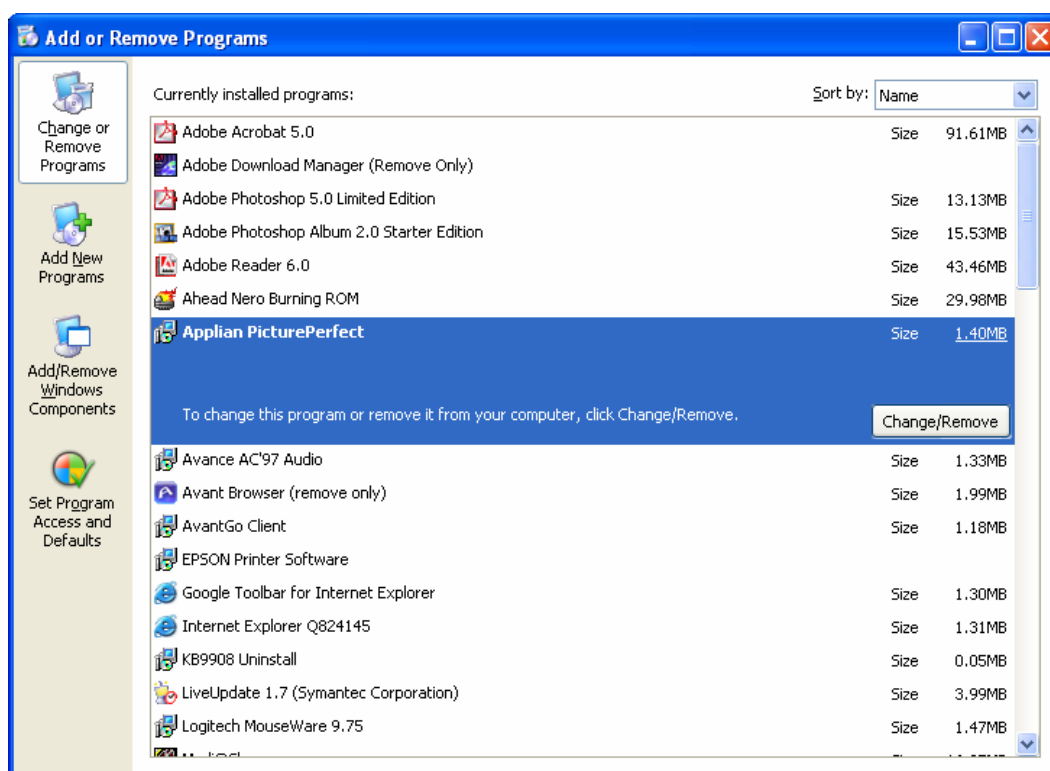 Add or Remove Programs
Change or
Remove
Programs
Add New
Programs
Add/Remove
Windows
Components
Set Program
Access and
Defaults
Currently installed programs:
Sort by: Name
Adobe Acrobat 5.0 Size 91.61MB
Adobe Download Manager (Remove Only)
Adobe Photoshop 5.0 Limited Edition Size 13.13MB
Adobe Photoshop Album 2.0 Starter Edition Size 15.53MB
Adobe Reader 6.0 Size 43.46MB
Ahead Nero Burning ROM Size 29.98MB
Applian PicturePerfect Size 1.40MB
To change this program or remove it from your computer, click Change/Remove. Change/Remove
Avance AC'97 Audio Size 1.33MB
Avant Browser (remove only) Size 1.99MB
AvantGo Client Size 1.18MB
EPSON Printer Software
Google Toolbar for Internet Explorer Size 1.30MB
Internet Explorer Q824145 Size 1.31MB
KB9908 Uninstall Size 0.05MB
LiveUpdate 1.7 (Symantec Corporation) Size 3.99MB
Logitech MouseWare 9.75 Size 1.47MB